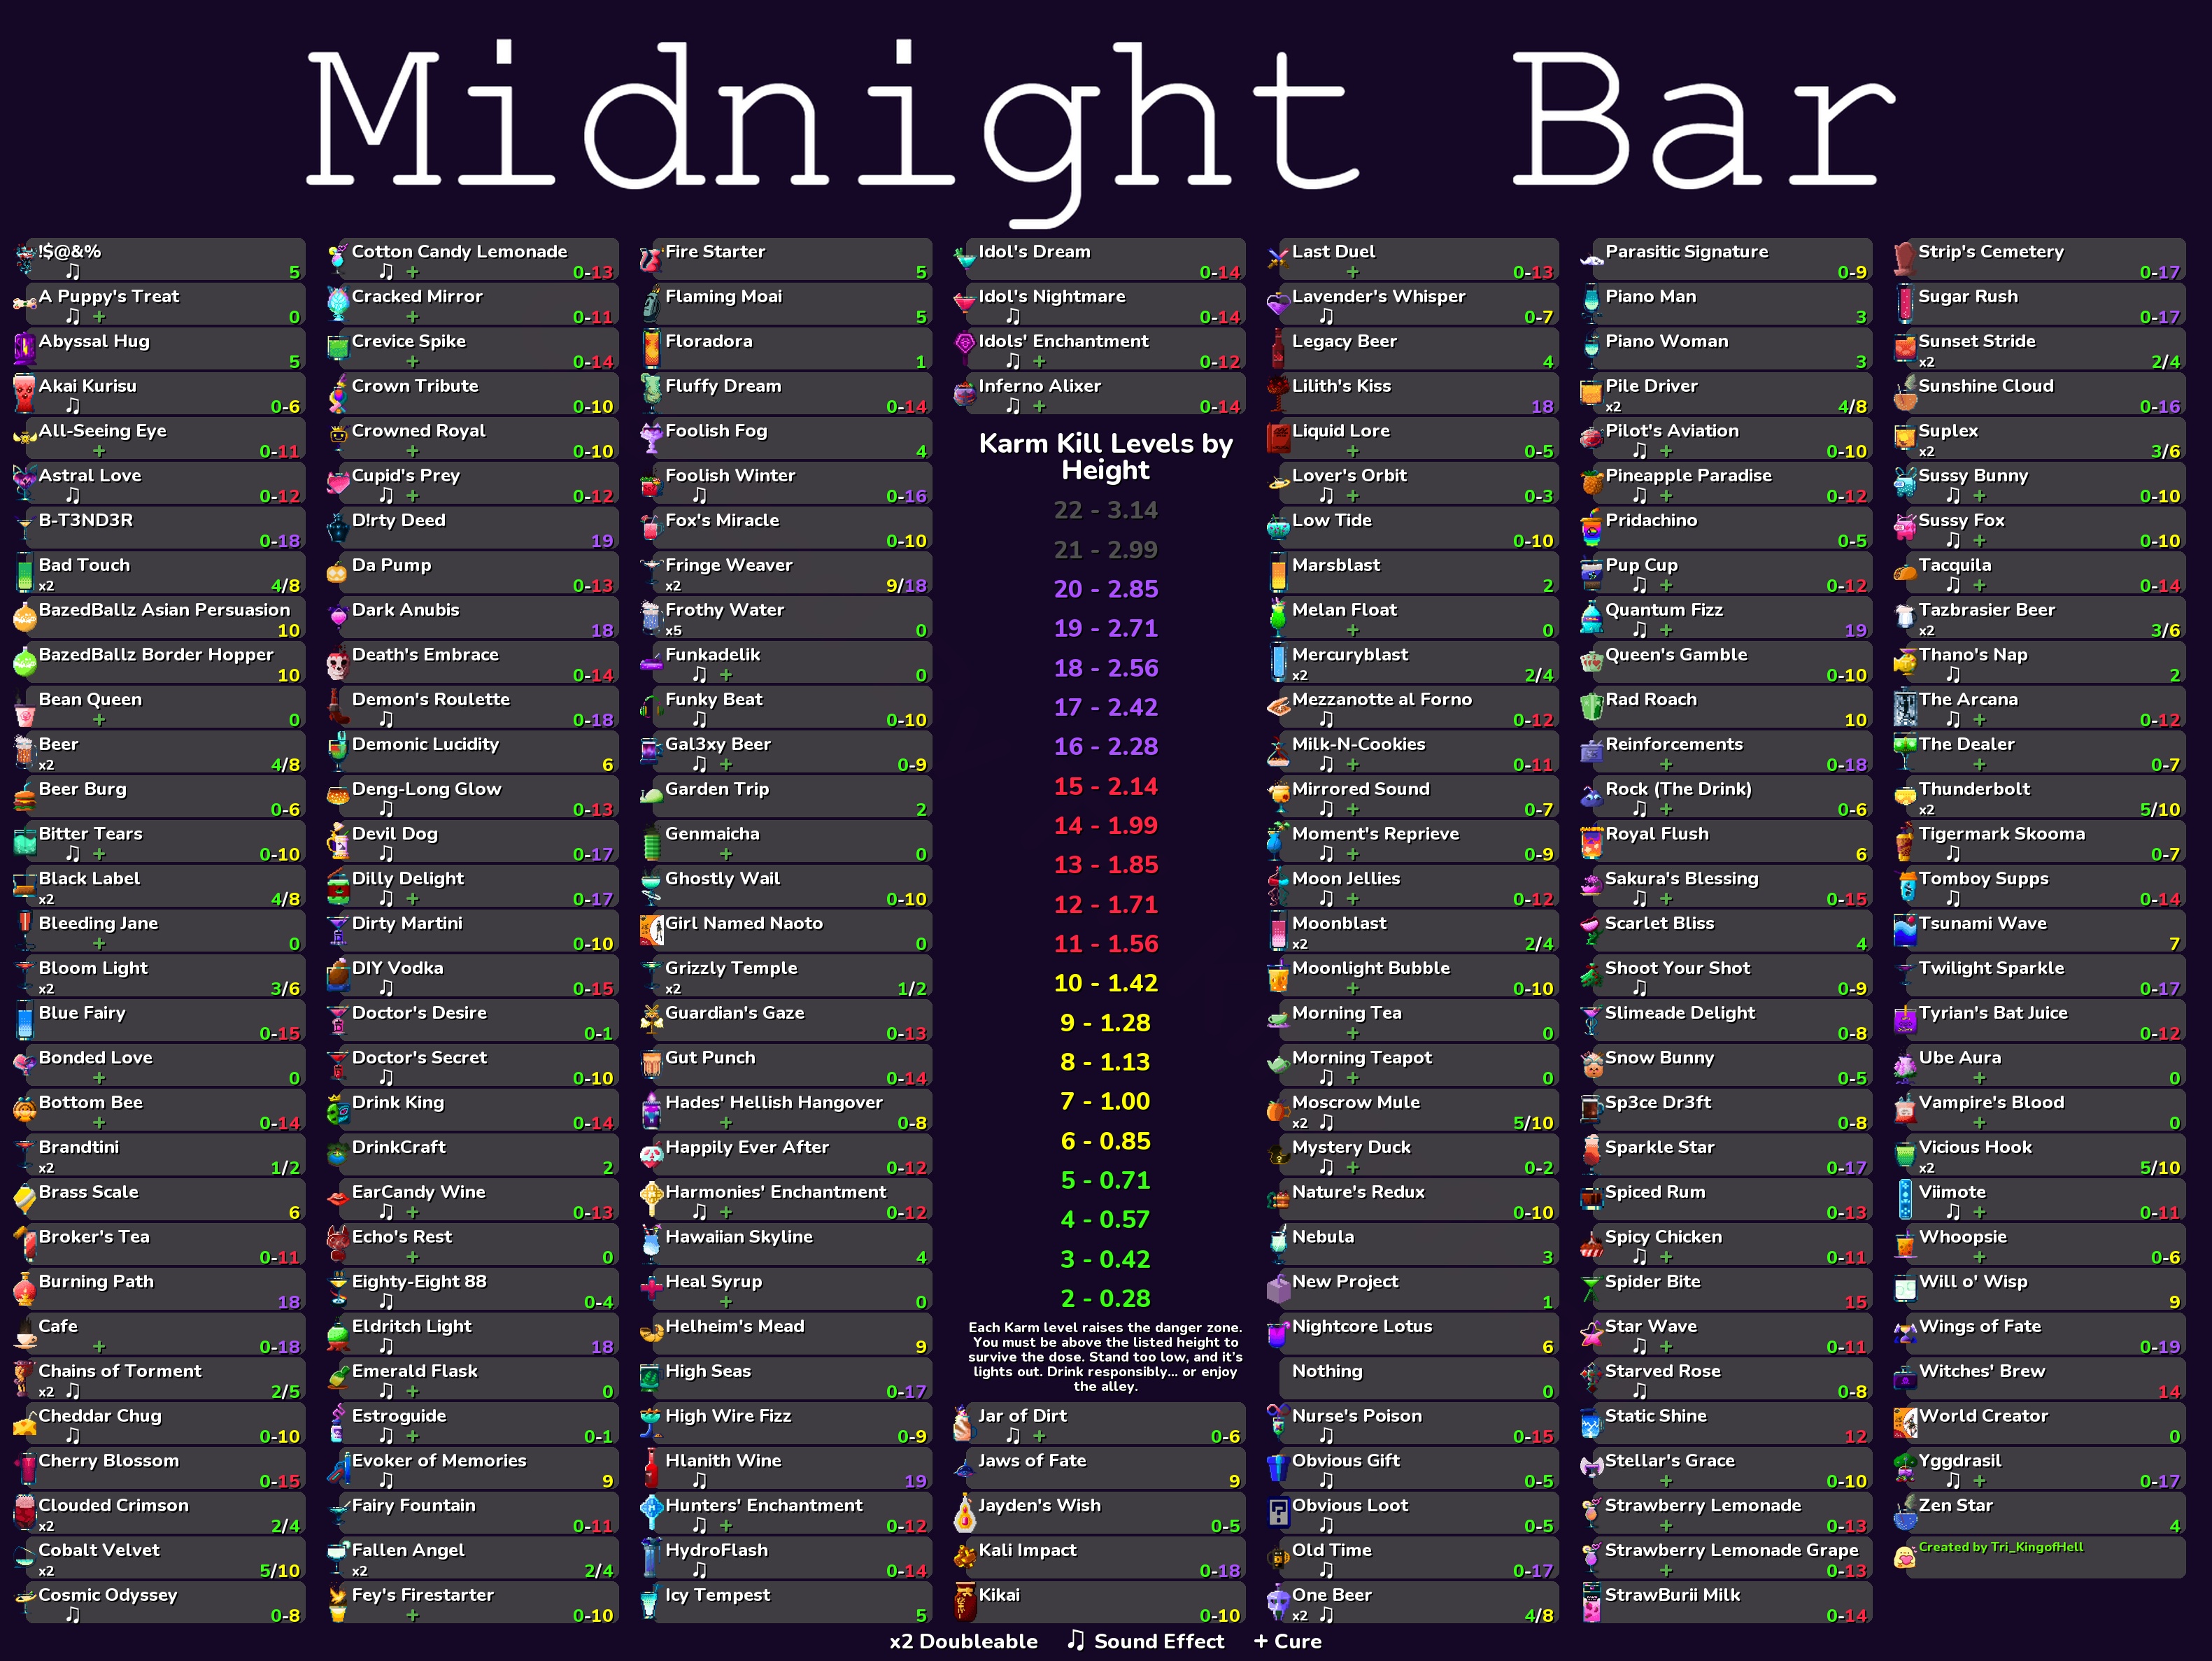 Midnight Bar
!$@&%
♫
5
A Puppy's Treat
♫ +
0
Abyssal Hug
5
Akai Kurisu
♫
0-6
All-Seeing Eye
+
0-11
Astral Love
♫
0-12
B-T3ND3R
0-18
Bad Touch
x2
4/8
BazedBallz Asian Persuasion
10
BazedBallz Border Hopper
10
Bean Queen
+
0
Beer
x2
4/8
Beer Burg
0-6
Bitter Tears
♫ +
0-10
Black Label
x2
4/8
Bleeding Jane
+
0
Bloom Light
x2
3/6
Blue Fairy
0-15
Bonded Love
+
0
Bottom Bee
+
0-14
Brandtini
x2
1/2
Brass Scale
6
Broker's Tea
0-11
Burning Path
18
Cafe
+
0-18
Chains of Torment
x2 ♫
2/5
Cheddar Chug
♫
0-10
Cherry Blossom
0-15
Clouded Crimson
x2
2/4
Cobalt Velvet
x2
5/10
Cosmic Odyssey
♫
0-8
Cotton Candy Lemonade
♫ +
0-13
Cracked Mirror
+
0-11
Crevice Spike
+
0-14
Crown Tribute
0-10
Crowned Royal
+
0-10
Cupid's Prey
♫ +
0-12
D!rty Deed
19
Da Pump
0-13
Dark Anubis
18
Death's Embrace
0-14
Demon's Roulette
♫
0-18
Demonic Lucidity
6
Deng-Long Glow
♫
0-13
Devil Dog
♫
0-17
Dilly Delight
♫ +
0-17
Dirty Martini
0-10
DIY Vodka
♫
0-15
Doctor's Desire
0-1
Doctor's Secret
♫
0-10
Drink King
0-14
DrinkCraft
2
EarCandy Wine
♫ +
0-13
Echo's Rest
+
0
Eighty-Eight 88
♫
0-4
Eldritch Light
♫
18
Emerald Flask
♫ +
0
Estroguide
♫ +
0-1
Evoker of Memories
♫
9
Fairy Fountain
0-11
Fallen Angel
x2
2/4
Fey's Firestarter
+
0-10
Fire Starter
5
Flaming Moai
5
Floradora
1
Fluffy Dream
0-14
Foolish Fog
4
Foolish Winter
♫
0-16
Fox's Miracle
0-10
Fringe Weaver
x2
9/18
Frothy Water
x5
0
Funkadelik
♫ +
0
Funky Beat
♫
0-10
Gal3xy Beer
♫ +
0-9
Garden Trip
2
Genmaicha
+
0
Ghostly Wail
0-10
Girl Named Naoto
0
Grizzly Temple
x2
1/2
Guardian's Gaze
0-13
Gut Punch
0-14
Hades' Hellish Hangover
+
0-8
Happily Ever After
0-12
Harmonies' Enchantment
♫ +
0-12
Hawaiian Skyline
4
Heal Syrup
+
0
Helheim's Mead
9
High Seas
0-17
High Wire Fizz
0-9
Hlanith Wine
♫
19
Hunters' Enchantment
♫ +
0-12
HydroFlash
♫
0-14
Icy Tempest
5
Idol's Dream
0-14
Idol's Nightmare
♫
0-14
Idols' Enchantment
♫ +
0-12
Inferno Alixer
♫ +
0-14
Karm Kill Levels by
Height
22 - 3.14
21 - 2.99
20 - 2.85
19 - 2.71
18 - 2.56
17 - 2.42
16 - 2.28
15 - 2.14
14 - 1.99
13 - 1.85
12 - 1.71
11 - 1.56
10 - 1.42
9 - 1.28
8 - 1.13
7 - 1.00
6 - 0.85
5 - 0.71
4 - 0.57
3 - 0.42
2 - 0.28
Each Karm level raises the danger zone.
You must be above the listed height to
survive the dose. Stand too low, and it's
lights out. Drink responsibly... or enjoy
the alley.
Jar of Dirt
♫ +
0-6
Jaws of Fate
9
Jayden's Wish
0-5
Kali Impact
0-18
Kikai
0-10
Last Duel
+
0-13
Lavender's Whisper
♫
0-7
Legacy Beer
4
Lilith's Kiss
18
Liquid Lore
+
0-5
Lover's Orbit
♫ +
0-3
Low Tide
0-10
Marsblast
2
Melan Float
+
0
Mercuryblast
x2
2/4
Mezzanotte al Forno
♫
0-12
Milk-N-Cookies
♫ +
0-11
Mirrored Sound
♫ +
0-7
Moment's Reprieve
♫ +
0-9
Moon Jellies
♫ +
0-12
Moonblast
x2
2/4
Moonlight Bubble
+
0-10
Morning Tea
+
0
Morning Teapot
♫ +
0
Moscrow Mule
x2 ♫
5/10
Mystery Duck
♫ +
0-2
Nature's Redux
0-10
Nebula
3
New Project
1
Nightcore Lotus
6
Nothing
0
Nurse's Poison
♫
0-15
Obvious Gift
♫
0-5
Obvious Loot
♫
0-5
Old Time
♫
0-17
One Beer
x2 ♫
4/8
Parasitic Signature
0-9
Piano Man
3
Piano Woman
3
Pile Driver
x2
4/8
Pilot's Aviation
♫ +
0-10
Pineapple Paradise
♫ +
0-12
Pridachino
0-5
Pup Cup
♫ +
0-12
Quantum Fizz
♫ +
19
Queen's Gamble
0-10
Rad Roach
10
Reinforcements
+
0-18
Rock (The Drink)
♫ +
0-6
Royal Flush
6
Sakura's Blessing
♫ +
0-15
Scarlet Bliss
4
Shoot Your Shot
♫
0-9
Slimeade Delight
0-8
Snow Bunny
0-5
Sp3ce Dr3ft
0-8
Sparkle Star
0-17
Spiced Rum
0-13
Spicy Chicken
♫ +
0-11
Spider Bite
15
Star Wave
♫ +
0-11
Starved Rose
♫
0-8
Static Shine
12
Stellar's Grace
+
0-10
Strawberry Lemonade
+
0-13
Strawberry Lemonade Grape
+
0-13
StrawBurii Milk
0-14
Strip's Cemetery
0-17
Sugar Rush
0-17
Sunset Stride
x2
2/4
Sunshine Cloud
0-16
Suplex
x2
3/6
Sussy Bunny
♫ +
0-10
Sussy Fox
♫ +
0-10
Tacquila
♫ +
0-14
Tazbrasier Beer
x2
3/6
Thano's Nap
♫
2
The Arcana
♫ +
0-12
The Dealer
+
0-7
Thunderbolt
x2
5/10
Tigermark Skooma
♫
0-7
Tomboy Supps
♫
0-14
Tsunami Wave
7
Twilight Sparkle
0-17
Tyrian's Bat Juice
0-12
Ube Aura
+
0
Vampire's Blood
+
0
Vicious Hook
x2
5/10
Viimote
♫ +
0-11
Whoopsie
+
0-6
Will o' Wisp
9
Wings of Fate
0-19
Witches' Brew
14
World Creator
0
Yggdrasil
♫ +
0-17
Zen Star
4
Created by Tri_KingofHell
x2 Doubleable ♫ Sound Effect + Cure